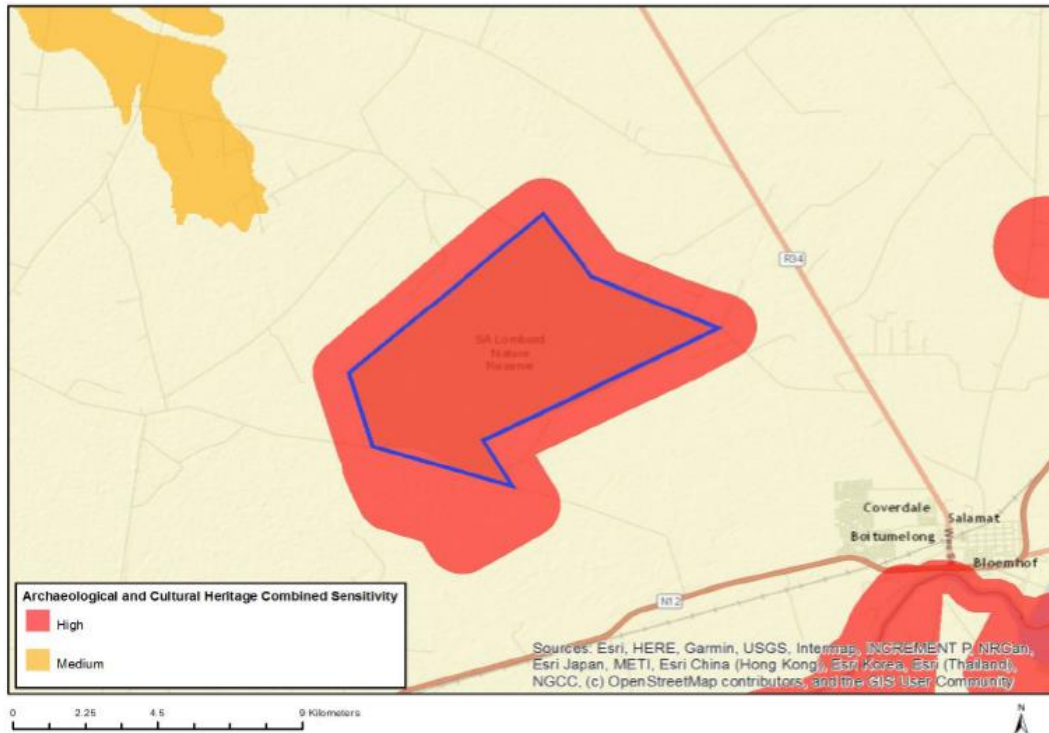 R34
SA Lombard
Nature
Reserve
Coverdale
Salamat
Boitumelong
Bloemhof
N12
Archaeological and Cultural Heritage Combined Sensitivity
High
Medium
Sources: Esri, HERE, Garmin, USGS, Intermap, INCREMENT P, NRCan,
Esri Japan, METI, Esri China (Hong Kong), Esri Korea, Esri (Thailand),
NGCC, (c) OpenStreetMap contributors, and the GIS User Community
0 2.25 4.5 9 Kilometers
N